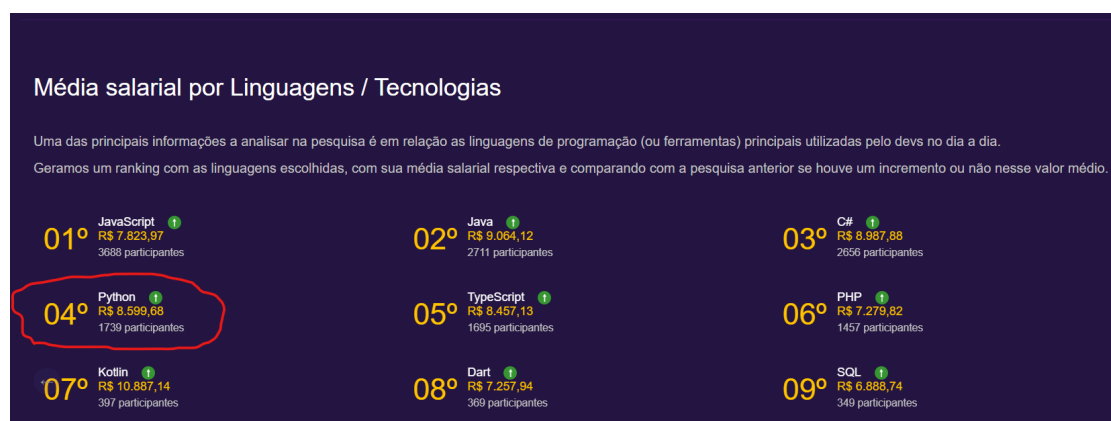 Média salarial por Linguagens / Tecnologias
Uma das principais informações a analisar na pesquisa é em relação as linguagens de programação (ou ferramentas) principais utilizadas pelo devs no dia a dia.
Geramos um ranking com as linguagens escolhidas, com sua média salarial respectiva e comparando com a pesquisa anterior se houve um incremento ou não nesse valor médio.
01º
JavaScript
R$ 7.823,97
3688 participantes
02º
Java
R$ 9.064,12
2711 participantes
03º
C#
R$ 8.987,88
2656 participantes
04º
Python
R$ 8.599,68
1739 participantes
05º
TypeScript
R$ 8.457,13
1695 participantes
06º
PHP
R$ 7.279,82
1457 participantes
07º
Kotlin
R$ 10.887,14
397 participantes
08º
Dart
R$ 7.257,94
369 participantes
09º
SQL
R$ 6.888,74
349 participantes